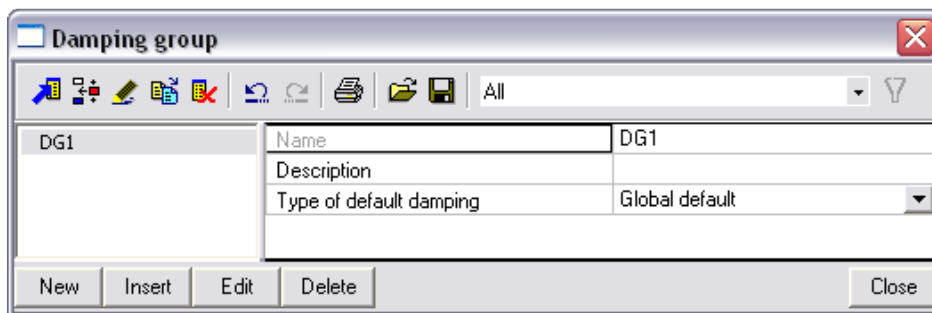 Damping group
All
DG1
Name DG1
Description
Type of default damping Global default
New Insert Edit Delete Close